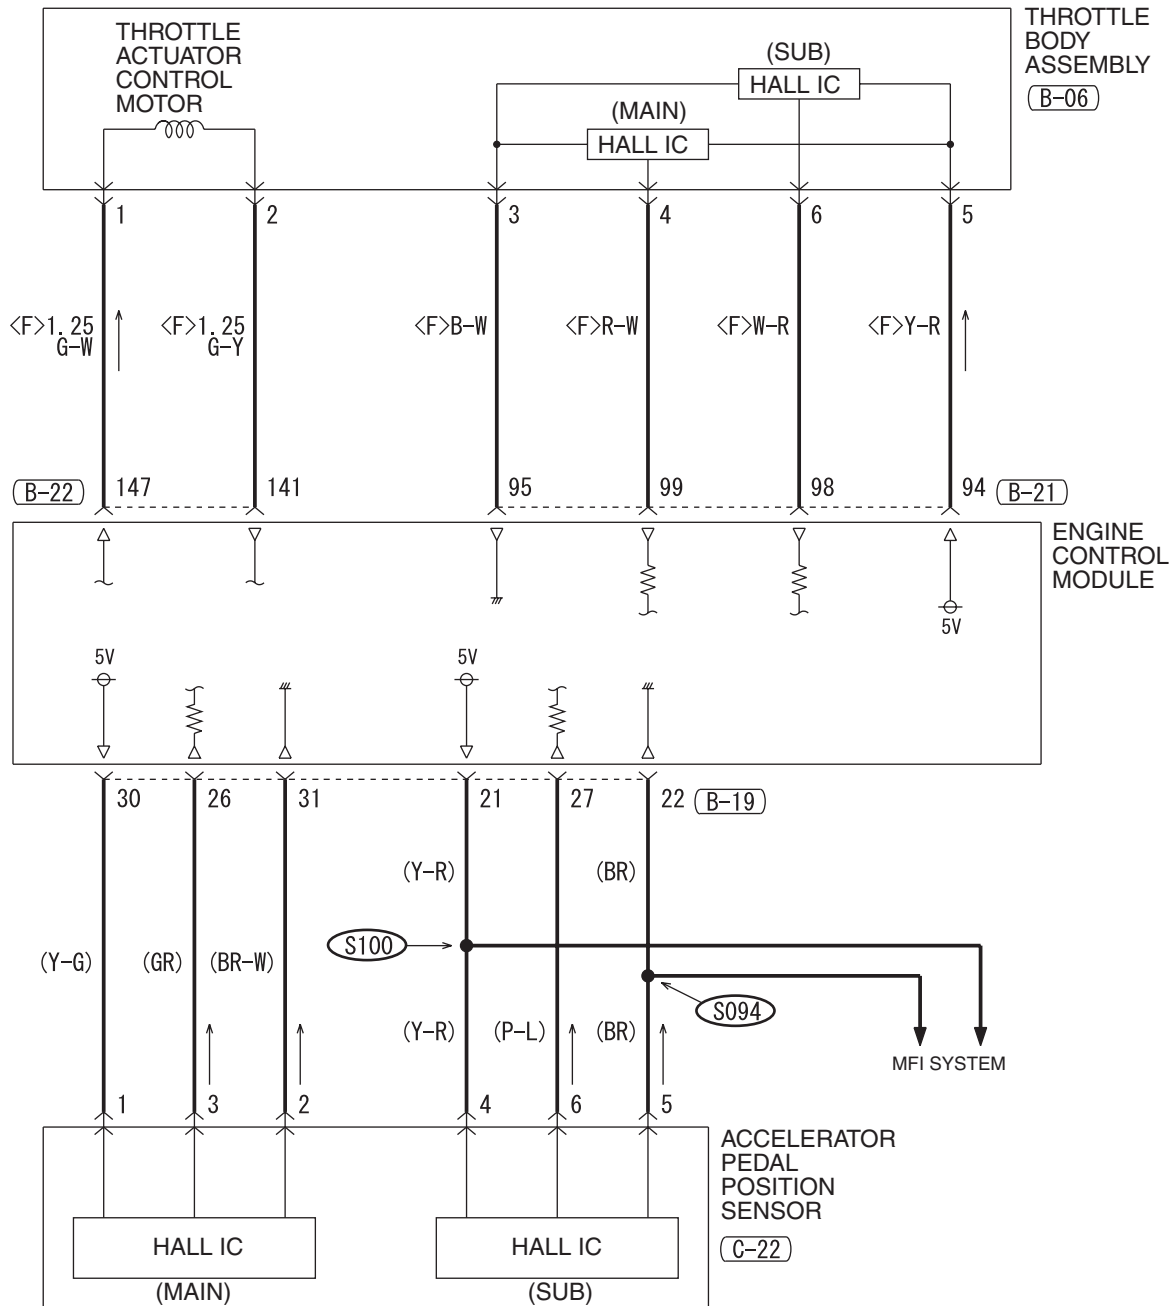 THROTTLE
ACTUATOR
CONTROL
MOTOR
(SUB)
HALL IC
(MAIN)
HALL IC
THROTTLE
BODY
ASSEMBLY
B-06
1 2 3 4 6 5
<F>1.25
G-W
<F>1.25
G-Y
<F>B-W
<F>R-W
<F>W-R
<F>Y-R
B-22 147 141 95 99 98 94 B-21
ENGINE
CONTROL
MODULE
5V
5V
5V
30 26 31 21 27 22 B-19
(Y-R) (BR)
S100
(Y-G) (GR) (BR-W)
S094
(Y-R) (P-L) (BR)
MFI SYSTEM
1 3 2 4 6 5
ACCELERATOR
PEDAL
POSITION
SENSOR
C-22
HALL IC
(MAIN)
HALL IC
(SUB)